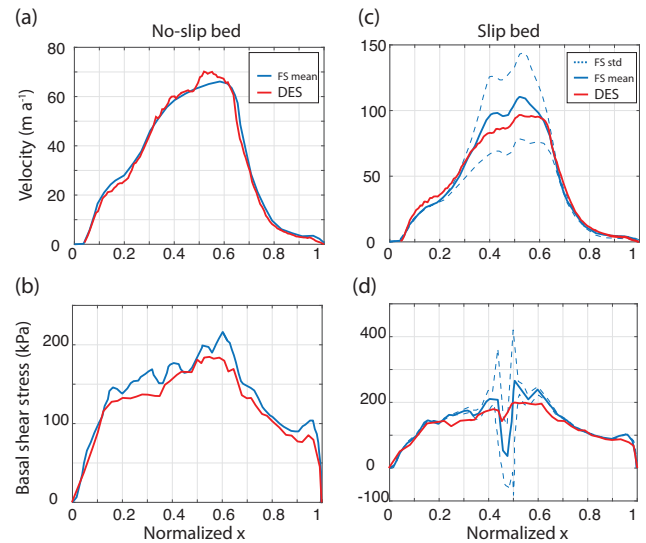 (a) No-slip bed
FS mean
DES
Velocity (m a⁻¹)
80
60
40
20
0
0 0.2 0.4 0.6 0.8 1
(c) Slip bed
FS std
FS mean
DES
150
100
50
0
0 0.2 0.4 0.6 0.8 1
(b)
Basal shear stress (kPa)
200
100
0
0 0.2 0.4 0.6 0.8 1
Normalized x
(d)
400
200
0
-100
0 0.2 0.4 0.6 0.8 1
Normalized x